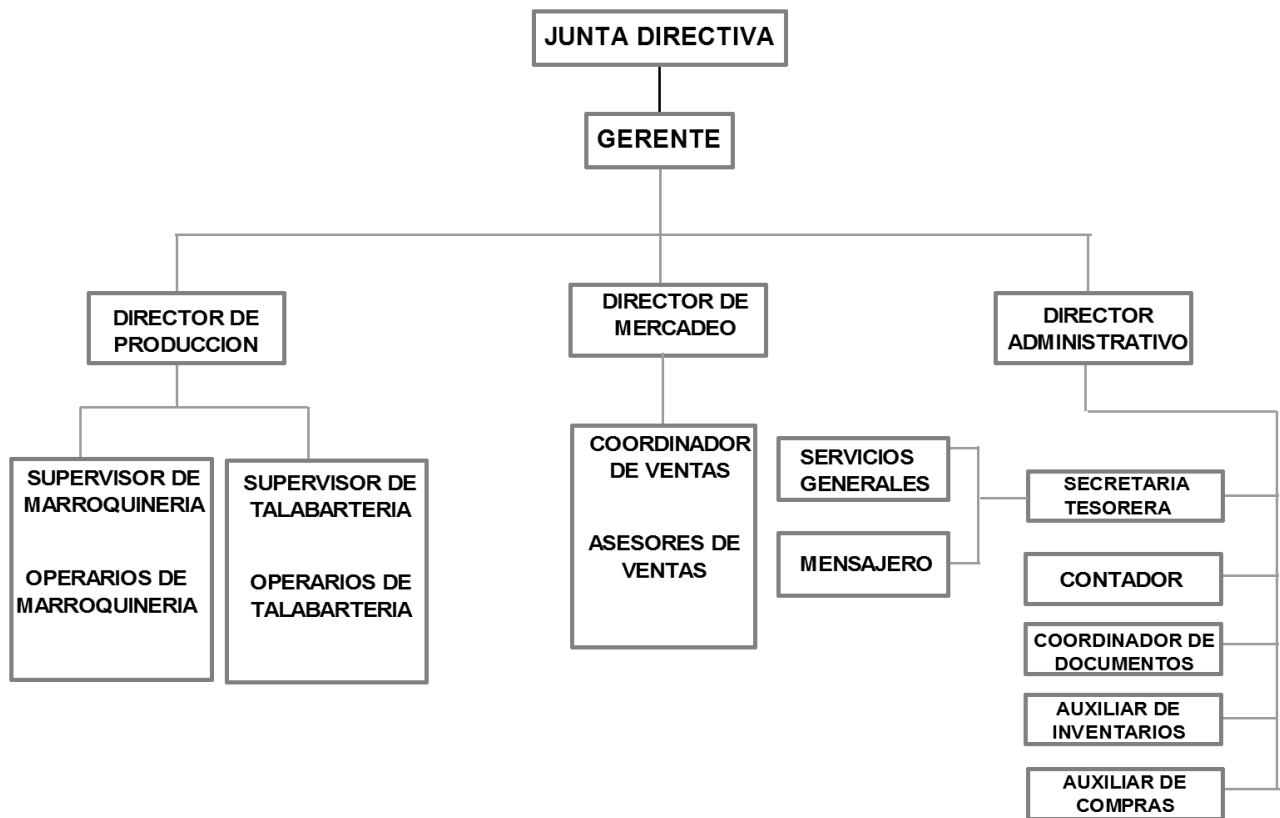 JUNTA DIRECTIVA
GERENTE
DIRECTOR DE
PRODUCCION
DIRECTOR DE
MERCADEO
DIRECTOR
ADMINISTRATIVO
SUPERVISOR DE
MARROQUINERIA
OPERARIOS DE
MARROQUINERIA
SUPERVISOR DE
TALABARTERIA
OPERARIOS DE
TALABARTERIA
COORDINADOR
DE VENTAS
ASESORES DE
VENTAS
SERVICIOS
GENERALES
MENSAJERO
SECRETARIA
TESORERA
CONTADOR
COORDINADOR DE
DOCUMENTOS
AUXILIAR DE
INVENTARIOS
AUXILIAR DE
COMPRAS